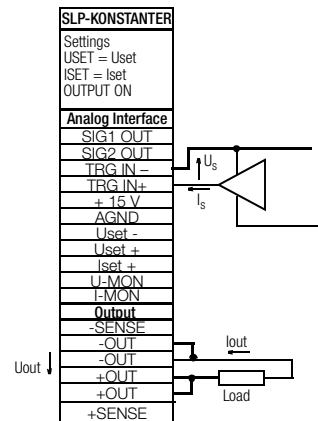 SLP-KONSTANTER
Settings
USET = Uset
ISET = Iset
OUTPUT ON
Analog Interface
SIG1 OUT
SIG2 OUT
TRG IN –
TRG IN+
+ 15 V
AGND
Uset -
Uset +
Iset +
U-MON
I-MON
Output
-SENSE
-OUT
-OUT
+OUT
+OUT
+SENSE
Us
Is
Uout
Iout
Load